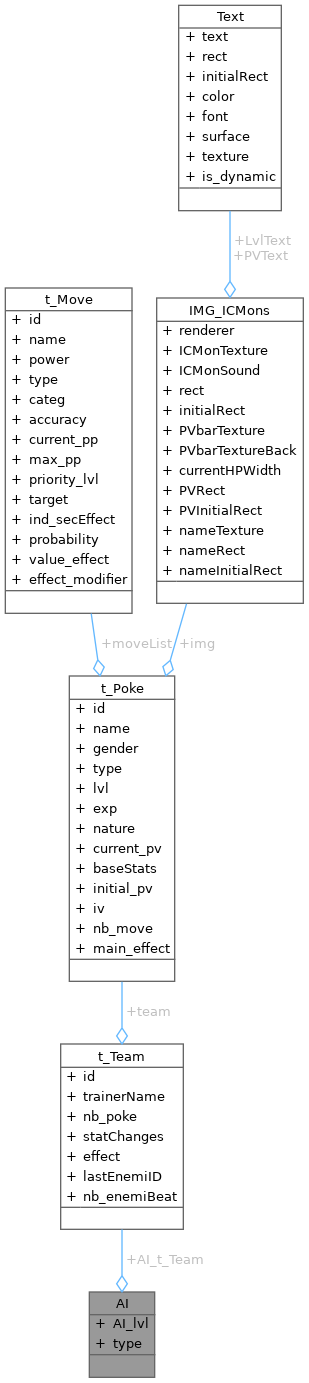 Text
+ text
+ rect
+ initialRect
+ color
+ font
+ surface
+ texture
+ is_dynamic
+LvlText
+PVText
t_Move
+ id
+ name
+ power
+ type
+ categ
+ accuracy
+ current_pp
+ max_pp
+ priority_lvl
+ target
+ ind_secEffect
+ probability
+ value_effect
+ effect_modifier
IMG_ICMons
+ renderer
+ ICMonTexture
+ ICMonSound
+ rect
+ initialRect
+ PVbarTexture
+ PVbarTextureBack
+ currentHPWidth
+ PVRect
+ PVInitialRect
+ nameTexture
+ nameRect
+ nameInitialRect
+moveList
+img
t_Poke
+ id
+ name
+ gender
+ type
+ lvl
+ exp
+ nature
+ current_pv
+ baseStats
+ initial_pv
+ iv
+ nb_move
+ main_effect
+team
t_Team
+ id
+ trainerName
+ nb_poke
+ statChanges
+ effect
+ lastEnemiID
+ nb_enemiBeat
+AI_t_Team
AI
+ AI_lvl
+ type